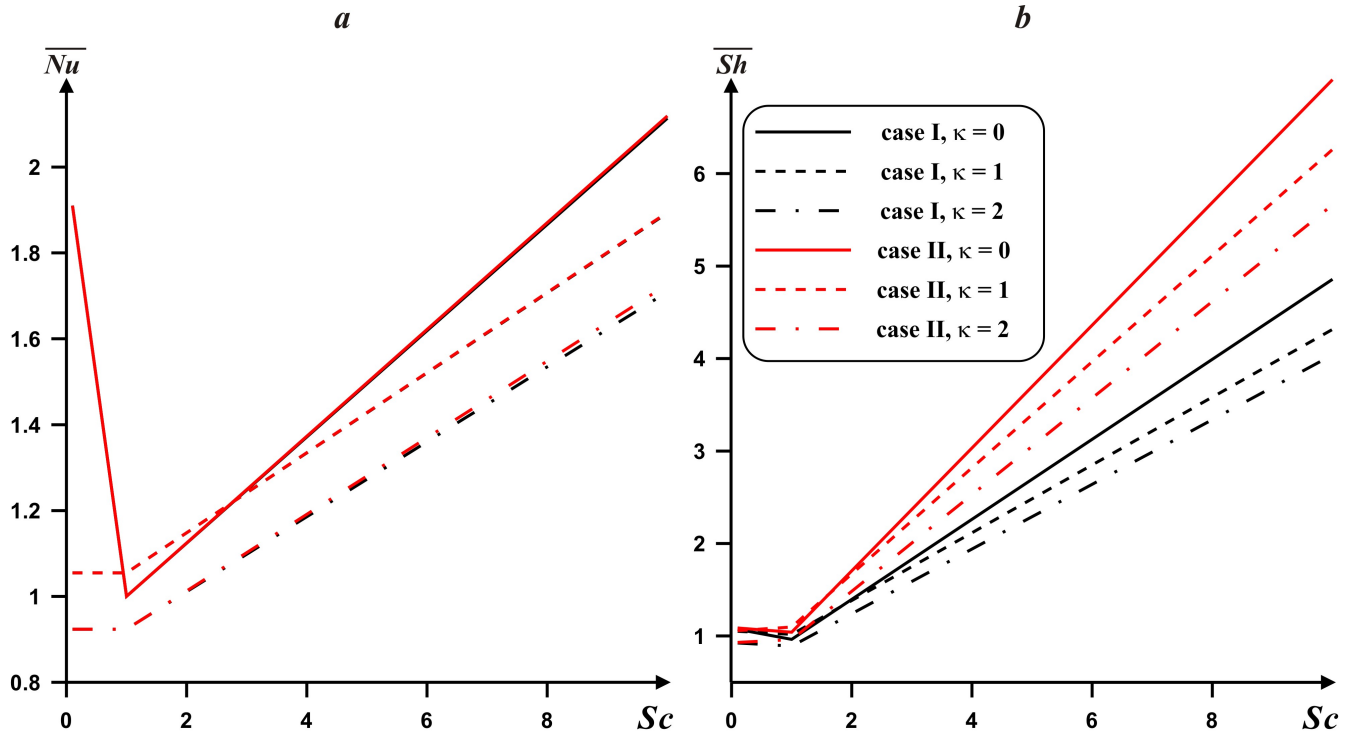 a
b
Nu
Sh
2
1.8
1.6
1.4
1.2
1
0.8
0
2
4
6
8
Sc
6
5
4
3
2
1
0
2
4
6
8
Sc
case I, κ = 0
case I, κ = 1
case I, κ = 2
case II, κ = 0
case II, κ = 1
case II, κ = 2